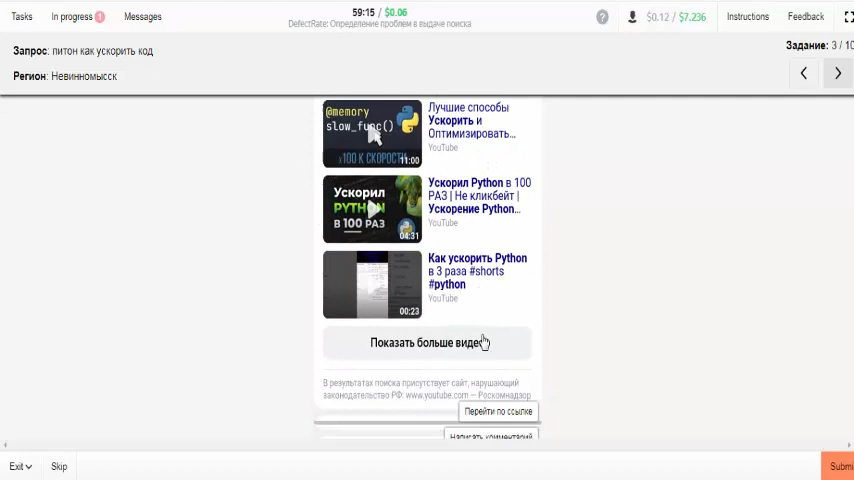 Tasks
In progress 1
Messages
59:15 / $0.06
DefectRate: Определение проблем в выдаче поиска
$0.12 / $7.236
Instructions
Feedback
Запрос: питон как ускорить код
Регион: Невинномысск
Задание: 3 / 10
@memory
slow_func()
x100 К СКОРОСТИ
11:00
Лучшие способы
Ускорить и
Оптимизировать...
YouTube
Ускорил
PYTHON
В 100 РАЗ
04:31
Ускорил Python в 100
РАЗ | Не кликбейт |
Ускорение Python...
YouTube
00:23
Как ускорить Python
в 3 раза #shorts
#python
YouTube
Показать больше видео
В результатах поиска присутствует сайт, нарушающий
законодательство РФ: www.youtube.com — Роскомнадзор
Перейти по ссылке
Написать комментарий
Exit
Skip
Submi